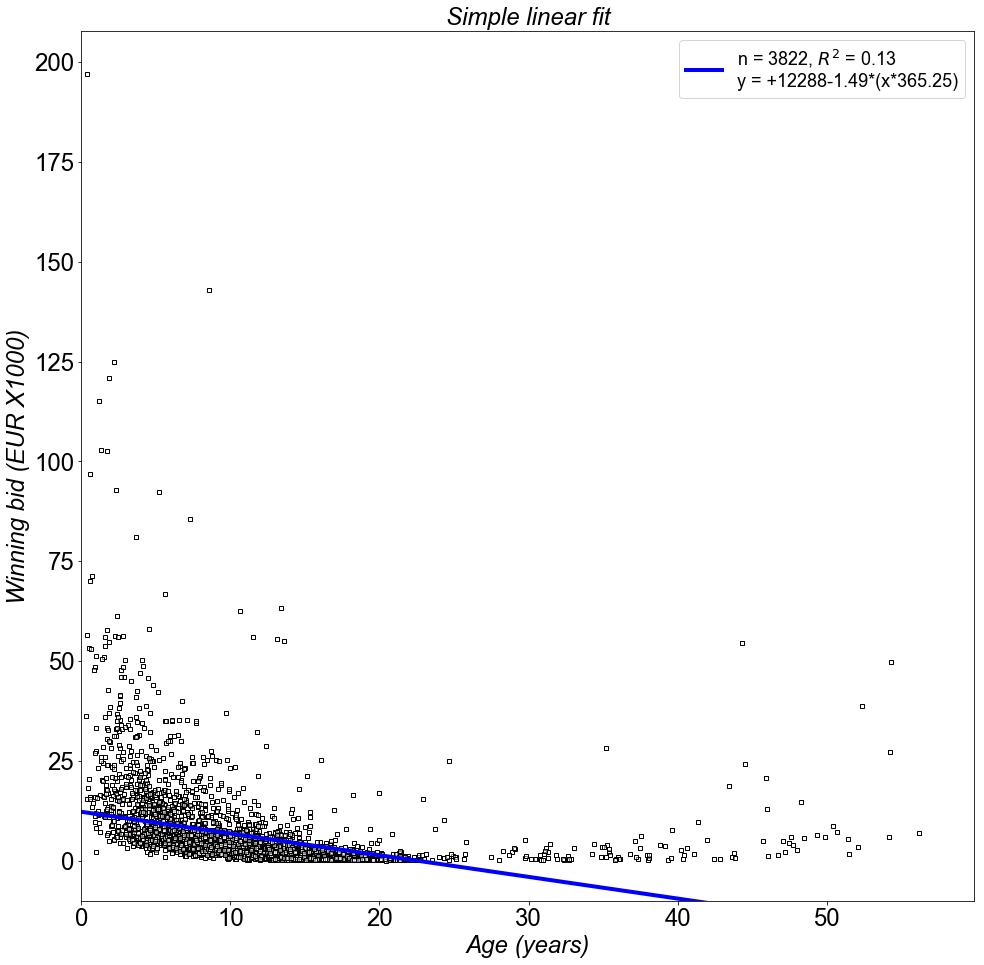 Simple linear fit
n = 3822, R² = 0.13
y = +12288-1.49*(x*365.25)
Winning bid (EUR X1000)
200
175
150
125
100
75
50
25
0
0 10 20 30 40 50
Age (years)